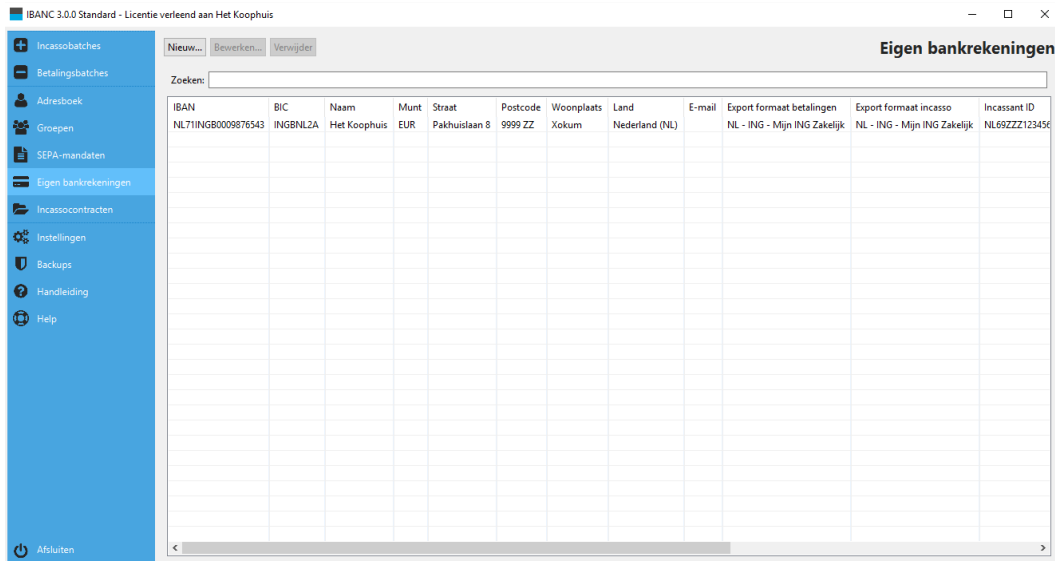 IBANC 3.0.0 Standard - Licentie verleend aan Het Koophuis
Incassobatches
Betalingsbatches
Adresboek
Groepen
SEPA-mandaten
Eigen bankrekeningen
Incassocontracten
Instellingen
Backups
Handleiding
Help
Afsluiten
Nieuw... Bewerken... Verwijder
Eigen bankrekeningen
Zoeken:
IBAN BIC Naam Munt Straat Postcode Woonplaats Land E-mail Export formaat betalingen Export formaat incasso Incassant ID
NL71INGB0009876543 INGBNL2A Het Koophuis EUR Pakhuislaan 8 9999 ZZ Xokum Nederland (NL) NL - ING - Mijn ING Zakelijk NL - ING - Mijn ING Zakelijk NL69ZZZ123456